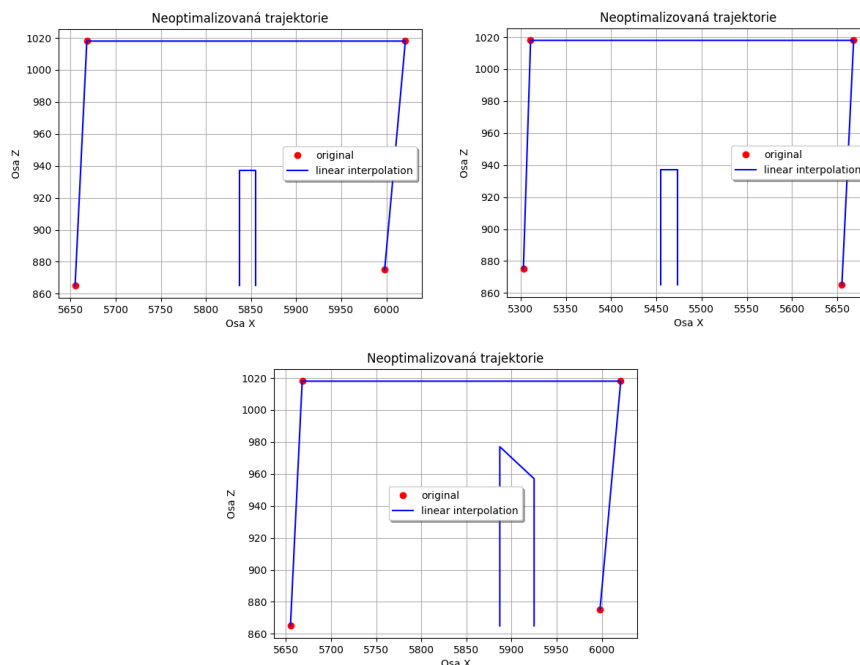 Neoptimalizovaná trajektorie
1020
1000
980
960
940
920
900
880
860
Osa Z
original
linear interpolation
5650 5700 5750 5800 5850 5900 5950 6000
Osa X
Neoptimalizovaná trajektorie
1020
1000
980
960
940
920
900
880
860
Osa Z
original
linear interpolation
5300 5350 5400 5450 5500 5550 5600 5650
Osa X
Neoptimalizovaná trajektorie
1020
1000
980
960
940
920
900
880
860
Osa Z
original
linear interpolation
5650 5700 5750 5800 5850 5900 5950 6000
Osa X